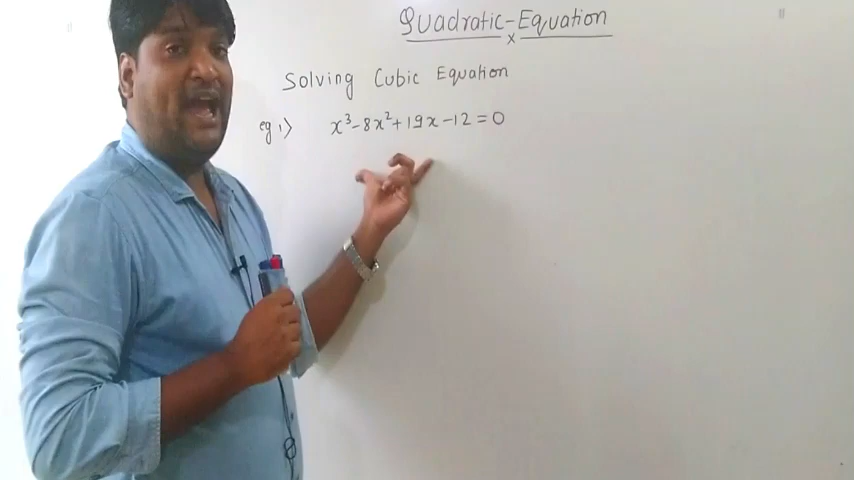 Quadratic-Equation
x
Solving Cubic Equation
eg 1> x³-8x²+19x-12=0